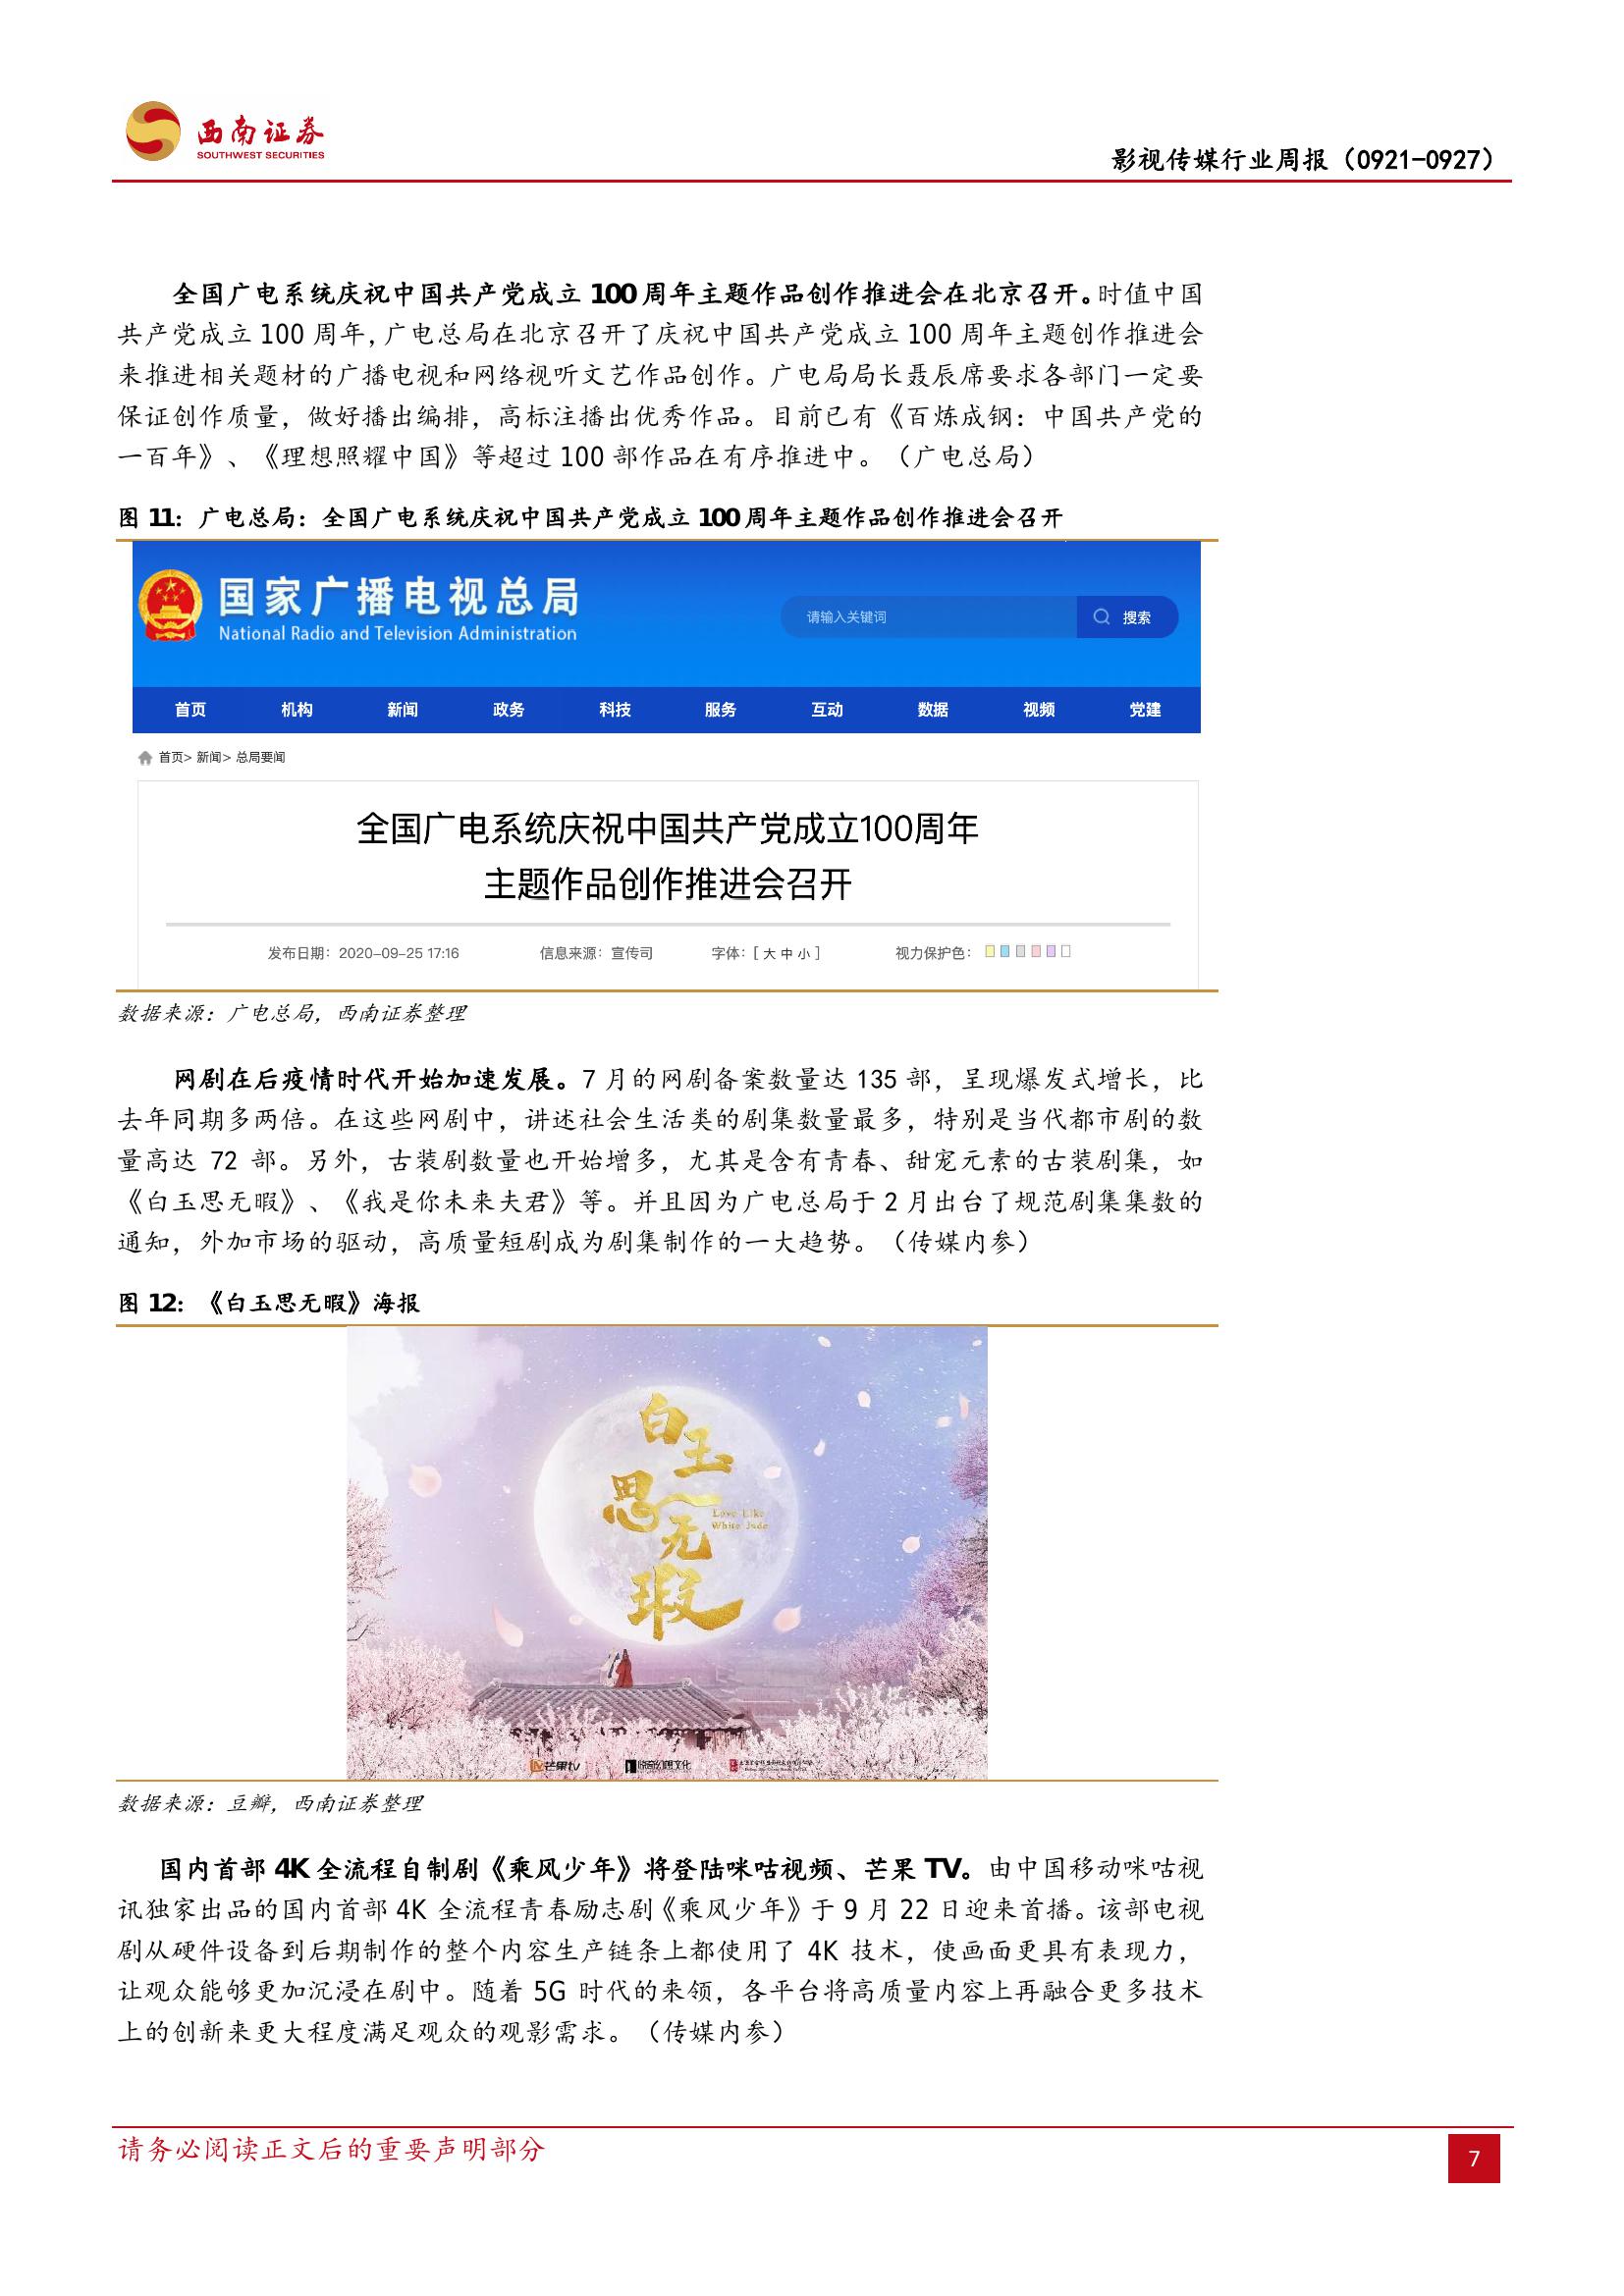 西南证券
SOUTHWEST SECURITIES
影视传媒行业周报（0921-0927）
全国广电系统庆祝中国共产党成立 100 周年主题作品创作推进会在北京召开。时值中国
共产党成立 100 周年，广电总局在北京召开了庆祝中国共产党成立 100 周年主题创作推进会
来推进相关题材的广播电视和网络视听文艺作品创作。广电局局长聂辰席要求各部门一定要
保证创作质量，做好播出编排，高标注播出优秀作品。目前已有《百炼成钢：中国共产党的
一百年》、《理想照耀中国》等超过 100 部作品在有序推进中。（广电总局）
图 11：广电总局：全国广电系统庆祝中国共产党成立 100 周年主题作品创作推进会召开
国家广播电视总局
National Radio and Television Administration
请输入关键词 搜索
首页 机构 新闻 政务 科技 服务 互动 数据 视频 党建
首页> 新闻> 总局要闻
全国广电系统庆祝中国共产党成立100周年
主题作品创作推进会召开
发布日期：2020-09-25 17:16 信息来源：宣传司 字体：[ 大 中 小 ] 视力保护色：
数据来源：广电总局，西南证券整理
网剧在后疫情时代开始加速发展。7 月的网剧备案数量达 135 部，呈现爆发式增长，比
去年同期多两倍。在这些网剧中，讲述社会生活类的剧集数量最多，特别是当代都市剧的数
量高达 72 部。另外，古装剧数量也开始增多，尤其是含有青春、甜宠元素的古装剧集，如
《白玉思无暇》、《我是你未来夫君》等。并且因为广电总局于 2 月出台了规范剧集集数的
通知，外加市场的驱动，高质量短剧成为剧集制作的一大趋势。（传媒内参）
图 12：《白玉思无暇》海报
白玉
思无
瑕
Love Like
White Jade
芒果tv
数据来源：豆瓣，西南证券整理
国内首部 4K 全流程自制剧《乘风少年》将登陆咪咕视频、芒果 TV。由中国移动咪咕视
讯独家出品的国内首部 4K 全流程青春励志剧《乘风少年》于 9 月 22 日迎来首播。该部电视
剧从硬件设备到后期制作的整个内容生产链条上都使用了 4K 技术，使画面更具有表现力，
让观众能够更加沉浸在剧中。随着 5G 时代的来领，各平台将高质量内容上再融合更多技术
上的创新来更大程度满足观众的观影需求。（传媒内参）
请务必阅读正文后的重要声明部分
7